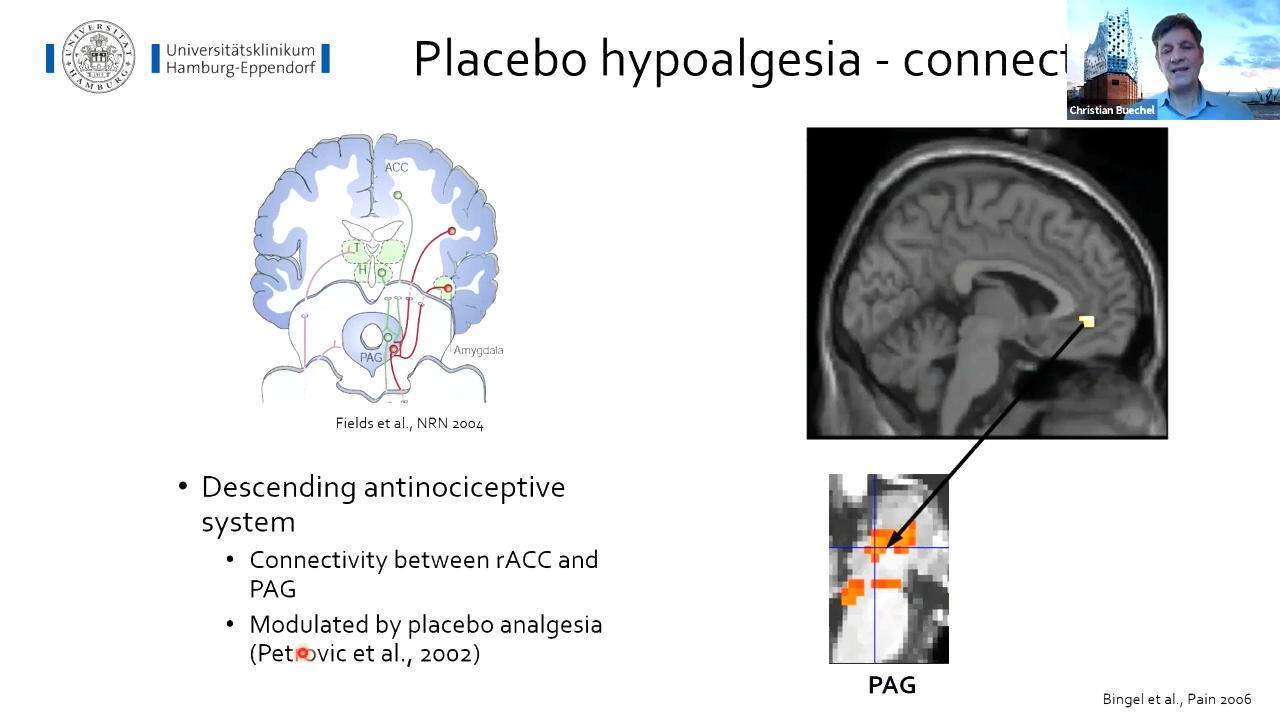 Universitätsklinikum
Hamburg-Eppendorf
Placebo hypoalgesia - connect
Christian Buechel
ACC
T
H
PAG
Amygdala
Fields et al., NRN 2004
• Descending antinociceptive
system
• Connectivity between rACC and
PAG
• Modulated by placebo analgesia
(Petrovic et al., 2002)
PAG
Bingel et al., Pain 2006